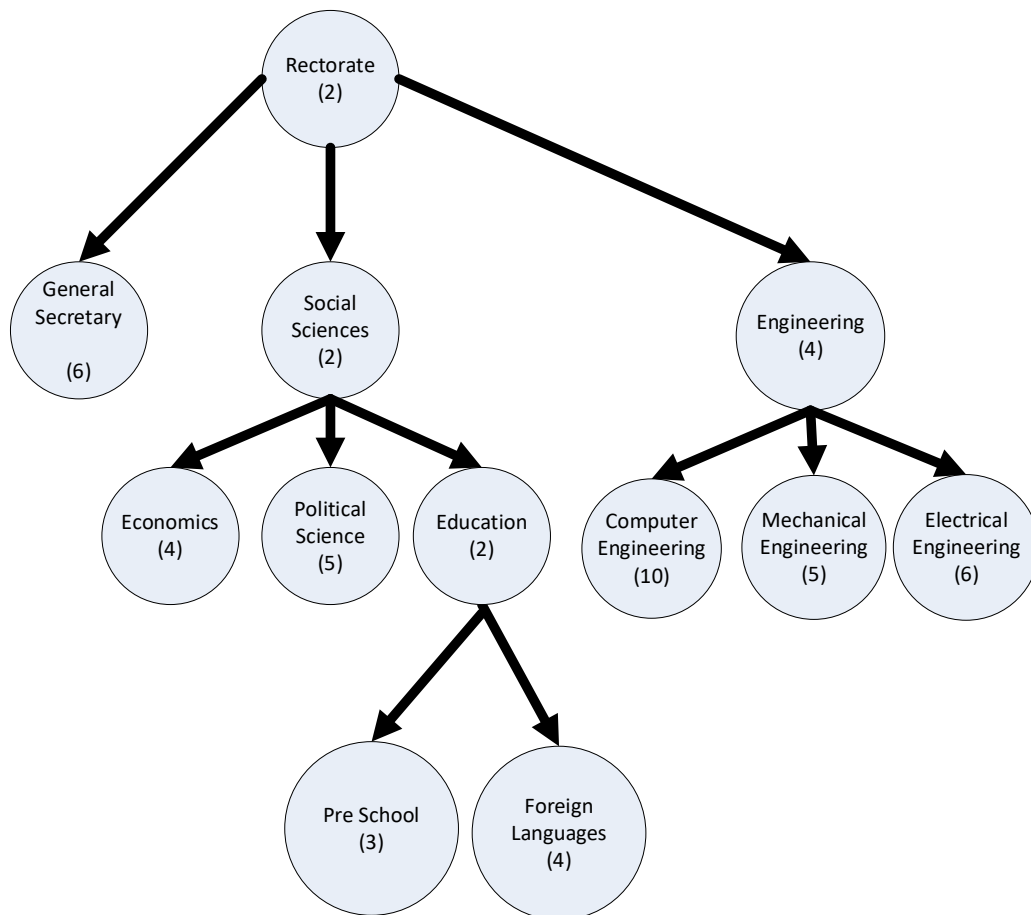 Rectorate
(2)
General
Secretary
(6)
Social
Sciences
(2)
Engineering
(4)
Economics
(4)
Political
Science
(5)
Education
(2)
Computer
Engineering
(10)
Mechanical
Engineering
(5)
Electrical
Engineering
(6)
Pre School
(3)
Foreign
Languages
(4)